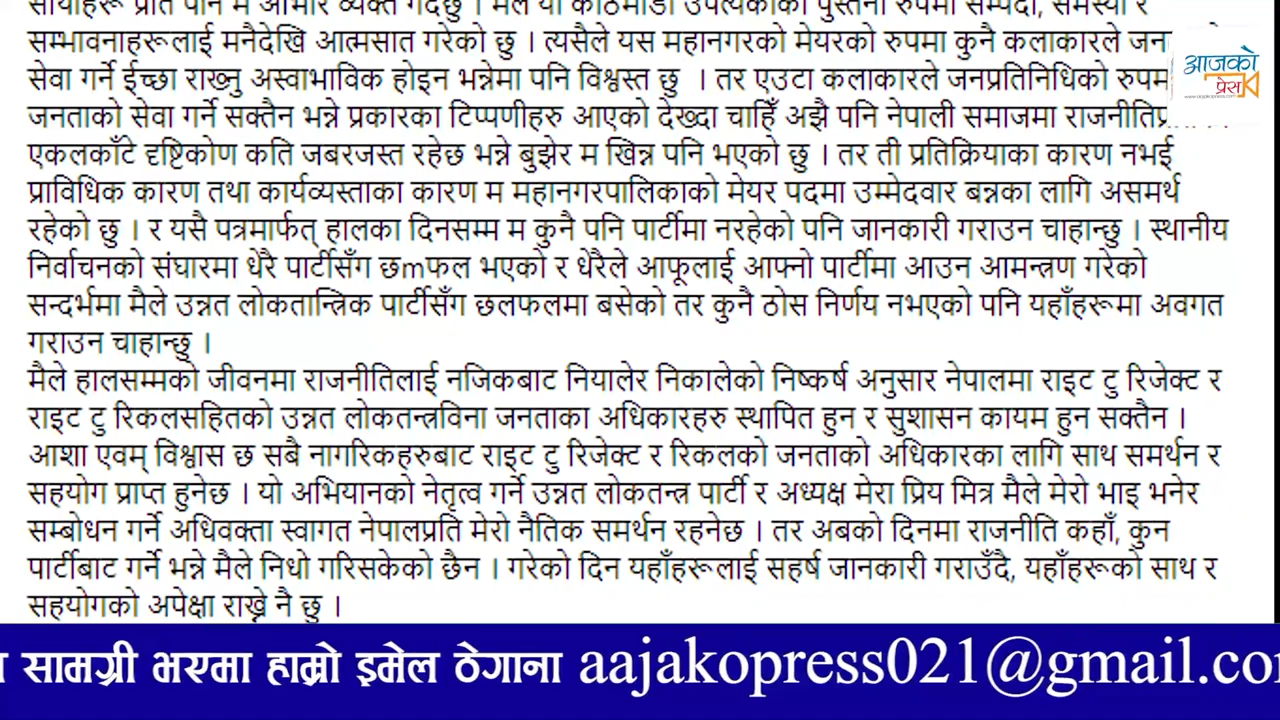 साथीहरू प्रति पनि म आभार व्यक्त गर्दछु । मैले यो काठमाडौं उपत्यकाको पुस्तेनी रुपमा सम्पदा, समस्या र
सम्भावनाहरूलाई मनैदेखि आत्मसात गरेको छु । त्यसैले यस महानगरको मेयरको रुपमा कुनै कलाकारले
सेवा गर्ने ईच्छा राख्नु अस्वाभाविक होइन भन्नेमा पनि विश्वस्त छु । तर एउटा कलाकारले जनप्रतिनिधिको
जनताको सेवा गर्ने सक्तैन भन्ने प्रकारका टिप्पणीहरु आएको देख्दा चाहिँ अझै पनि नेपाली समाजमा
एकलकाँटे दृष्टिकोण कति जबरजस्त रहेछ भन्ने बुझेर म खिन्न पनि भएको छु । तर ती प्रतिक्रियाका कारण नभई
प्राविधिक कारण तथा कार्यव्यस्ताका कारण म महानगरपालिकाको मेयर पदमा उम्मेदवार बन्नका लागि असमर्थ
रहेको छु । र यसै पत्रमार्फत् हालका दिनसम्म म कुनै पनि पार्टीमा नरहेको पनि जानकारी गराउन चाहान्छु । स्थानीय
निर्वाचनको संघारमा धेरै पार्टीसँग छmफल भएको र धेरैले आफूलाई आफ्नो पार्टीमा आउन आमन्त्रण गरेको
सन्दर्भमा मैले उन्नत लोकतान्त्रिक पार्टीसँग छलफलमा बसेको तर कुनै ठोस निर्णय नभएको पनि यहाँहरूमा अवगत
गराउन चाहान्छु ।
मैले हालसम्मको जीवनमा राजनीतिलाई नजिकबाट नियालेर निकालेको निष्कर्ष अनुसार नेपालमा राइट टु रिजेक्ट र
राइट टु रिकलसहितको उन्नत लोकतन्त्रविना जनताका अधिकारहरु स्थापित हुन र सुशासन कायम हुन सक्तैन ।
आशा एवम् विश्वास छ सबै नागरिकहरुबाट राइट टु रिजेक्ट र रिकलको जनताको अधिकारका लागि साथ समर्थन र
सहयोग प्राप्त हुनेछ । यो अभियानको नेतृत्व गर्ने उन्नत लोकतन्त्र पार्टी र अध्यक्ष मेरा प्रिय मित्र मैले मेरो भाइ भनेर
सम्बोधन गर्ने अधिवक्ता स्वागत नेपालप्रति मेरो नैतिक समर्थन रहनेछ । तर अबको दिनमा राजनीति कहाँ, कुन
पार्टीबाट गर्ने भन्ने मैले निधो गरिसकेको छैन । गरेको दिन यहाँहरूलाई सहर्ष जानकारी गराउँदै, यहाँहरूको साथ र
सहयोगको अपेक्षा राख्ने नै छु ।
आजको
प्रेस
www.aajakopress.com
सामग्री भएमा हाम्रो इमेल ठेगाना aajakopress021@gmail.com